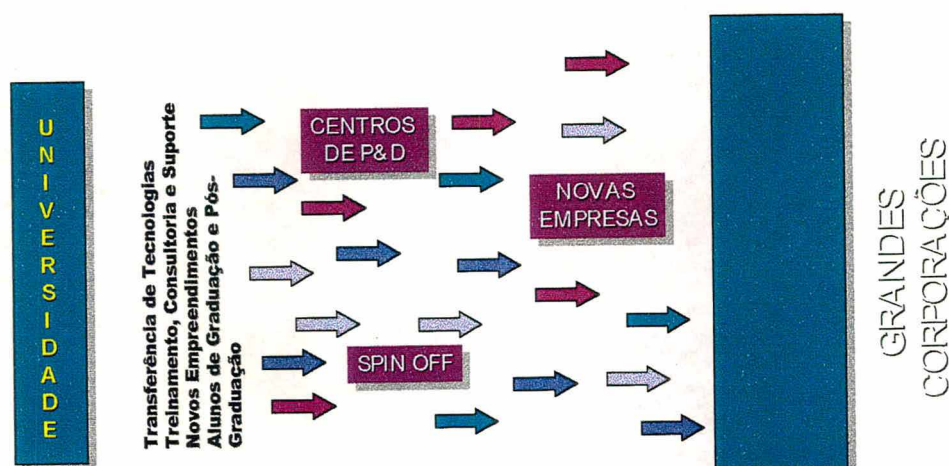 UNIVERSIDADE
Transferência de Tecnologias
Treinamento, Consultoria e Suporte
Novos Empreendimentos
Alunos de Graduação e Pós-
Graduação
CENTROS
DE P&D
NOVAS
EMPRESAS
SPIN OFF
GRANDES
CORPORAÇÕES